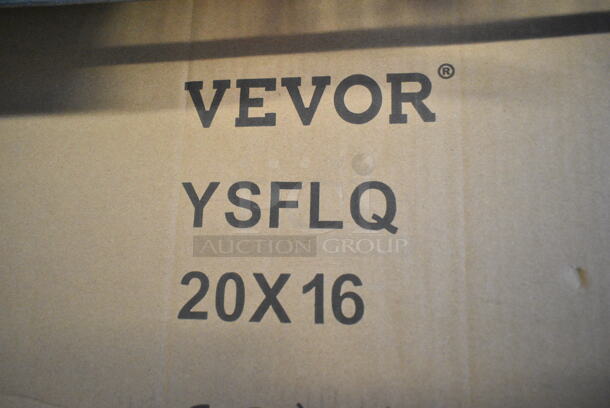 VEVOR®
YSFLQ
AUCTION GROUP
20X16